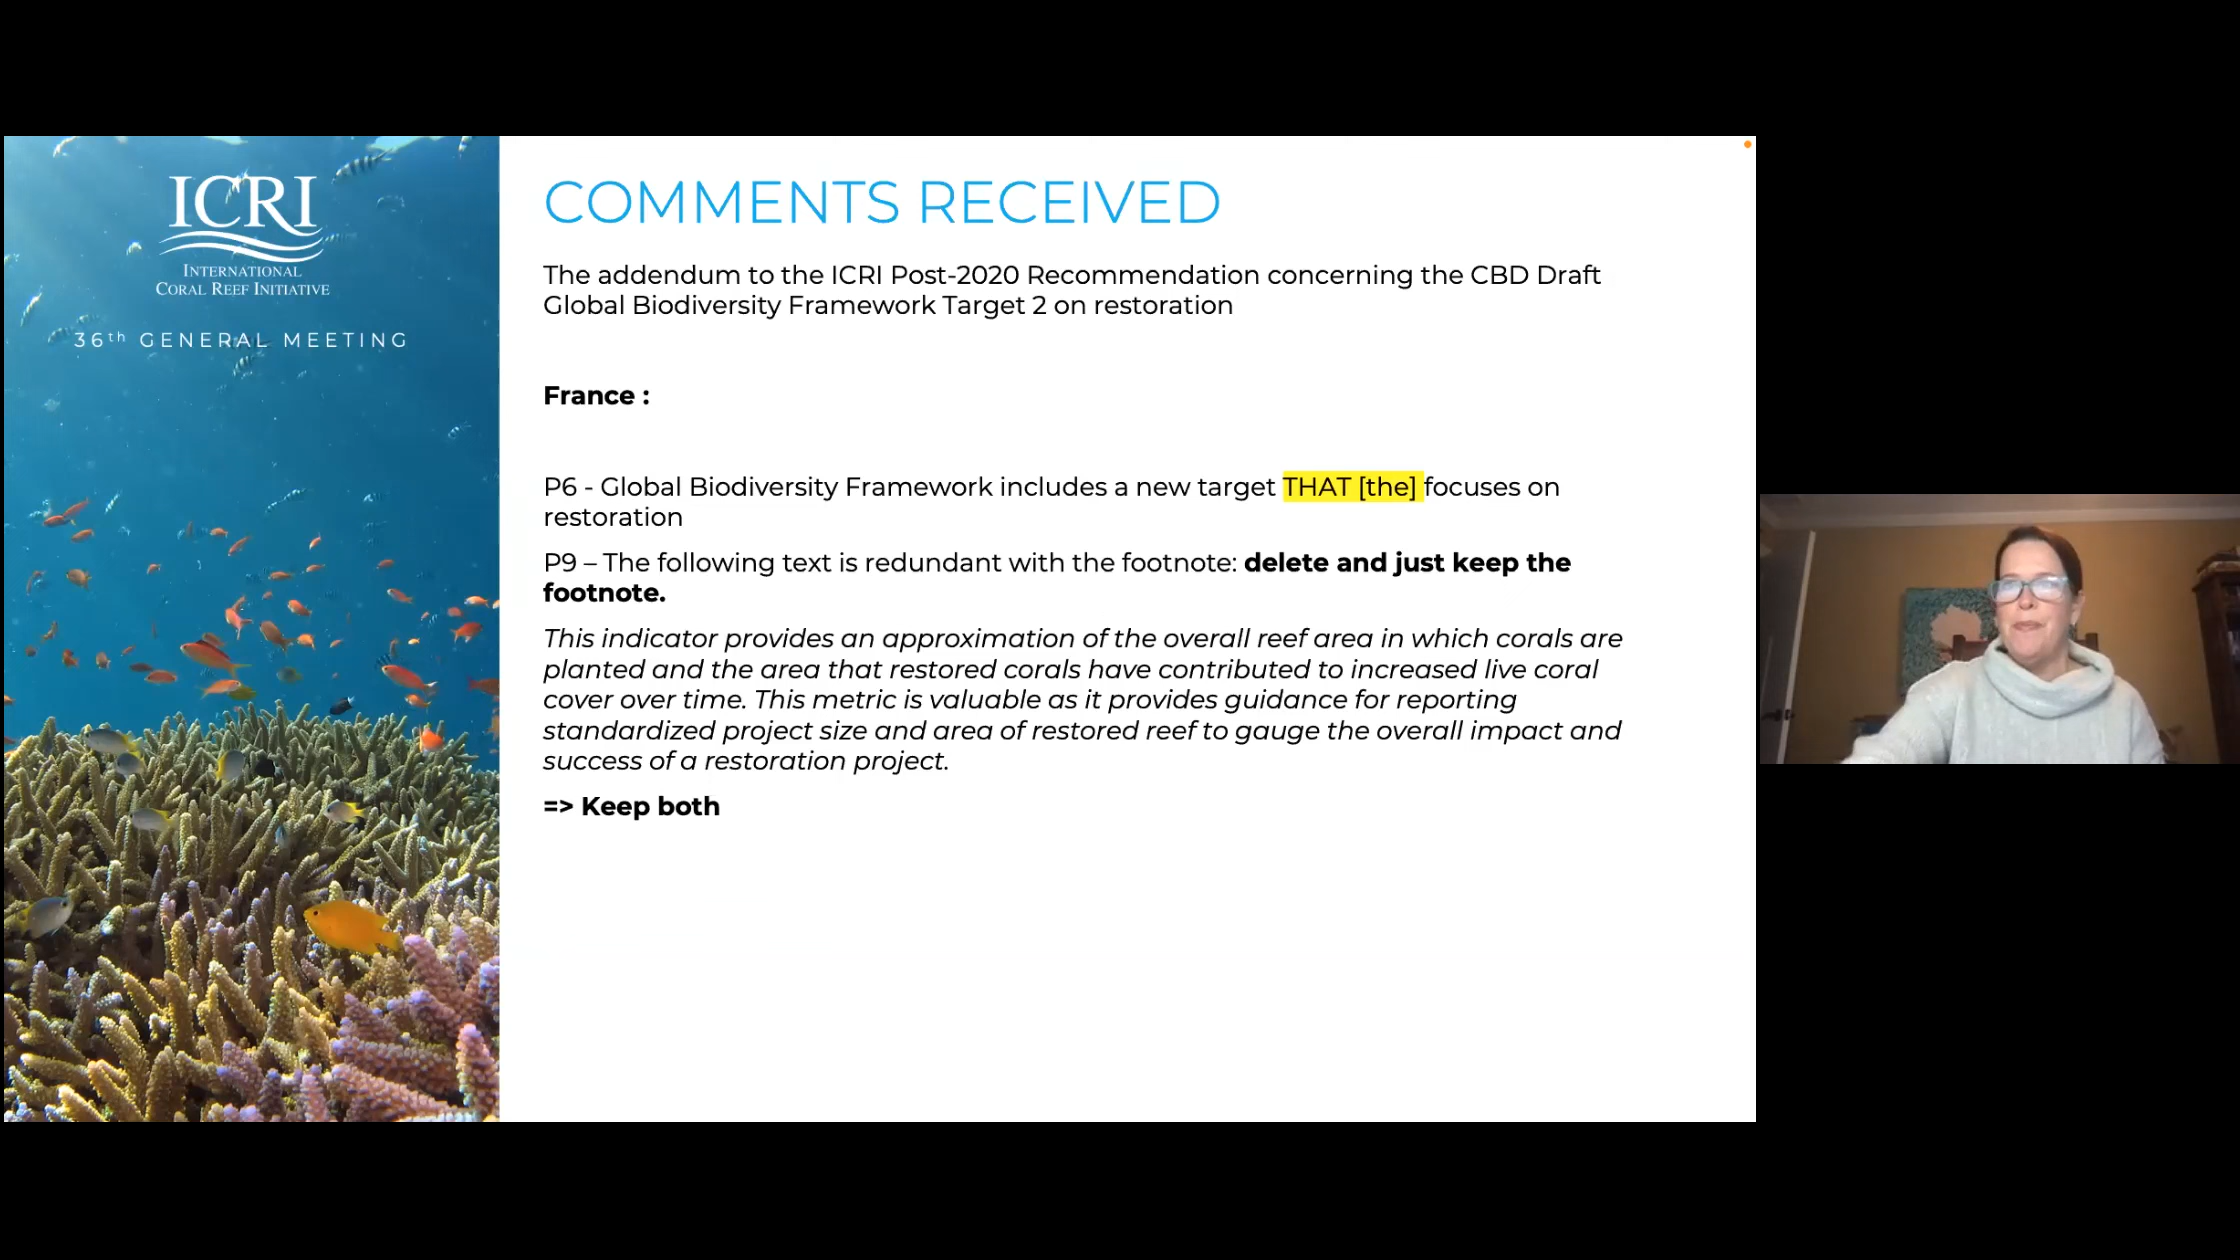 ICRI
INTERNATIONAL
CORAL REEF INITIATIVE
36th GENERAL MEETING
COMMENTS RECEIVED
The addendum to the ICRI Post-2020 Recommendation concerning the CBD Draft
Global Biodiversity Framework Target 2 on restoration
France :
P6 - Global Biodiversity Framework includes a new target THAT [the] focuses on
restoration
P9 – The following text is redundant with the footnote: delete and just keep the
footnote.
This indicator provides an approximation of the overall reef area in which corals are
planted and the area that restored corals have contributed to increased live coral
cover over time. This metric is valuable as it provides guidance for reporting
standardized project size and area of restored reef to gauge the overall impact and
success of a restoration project.
=> Keep both